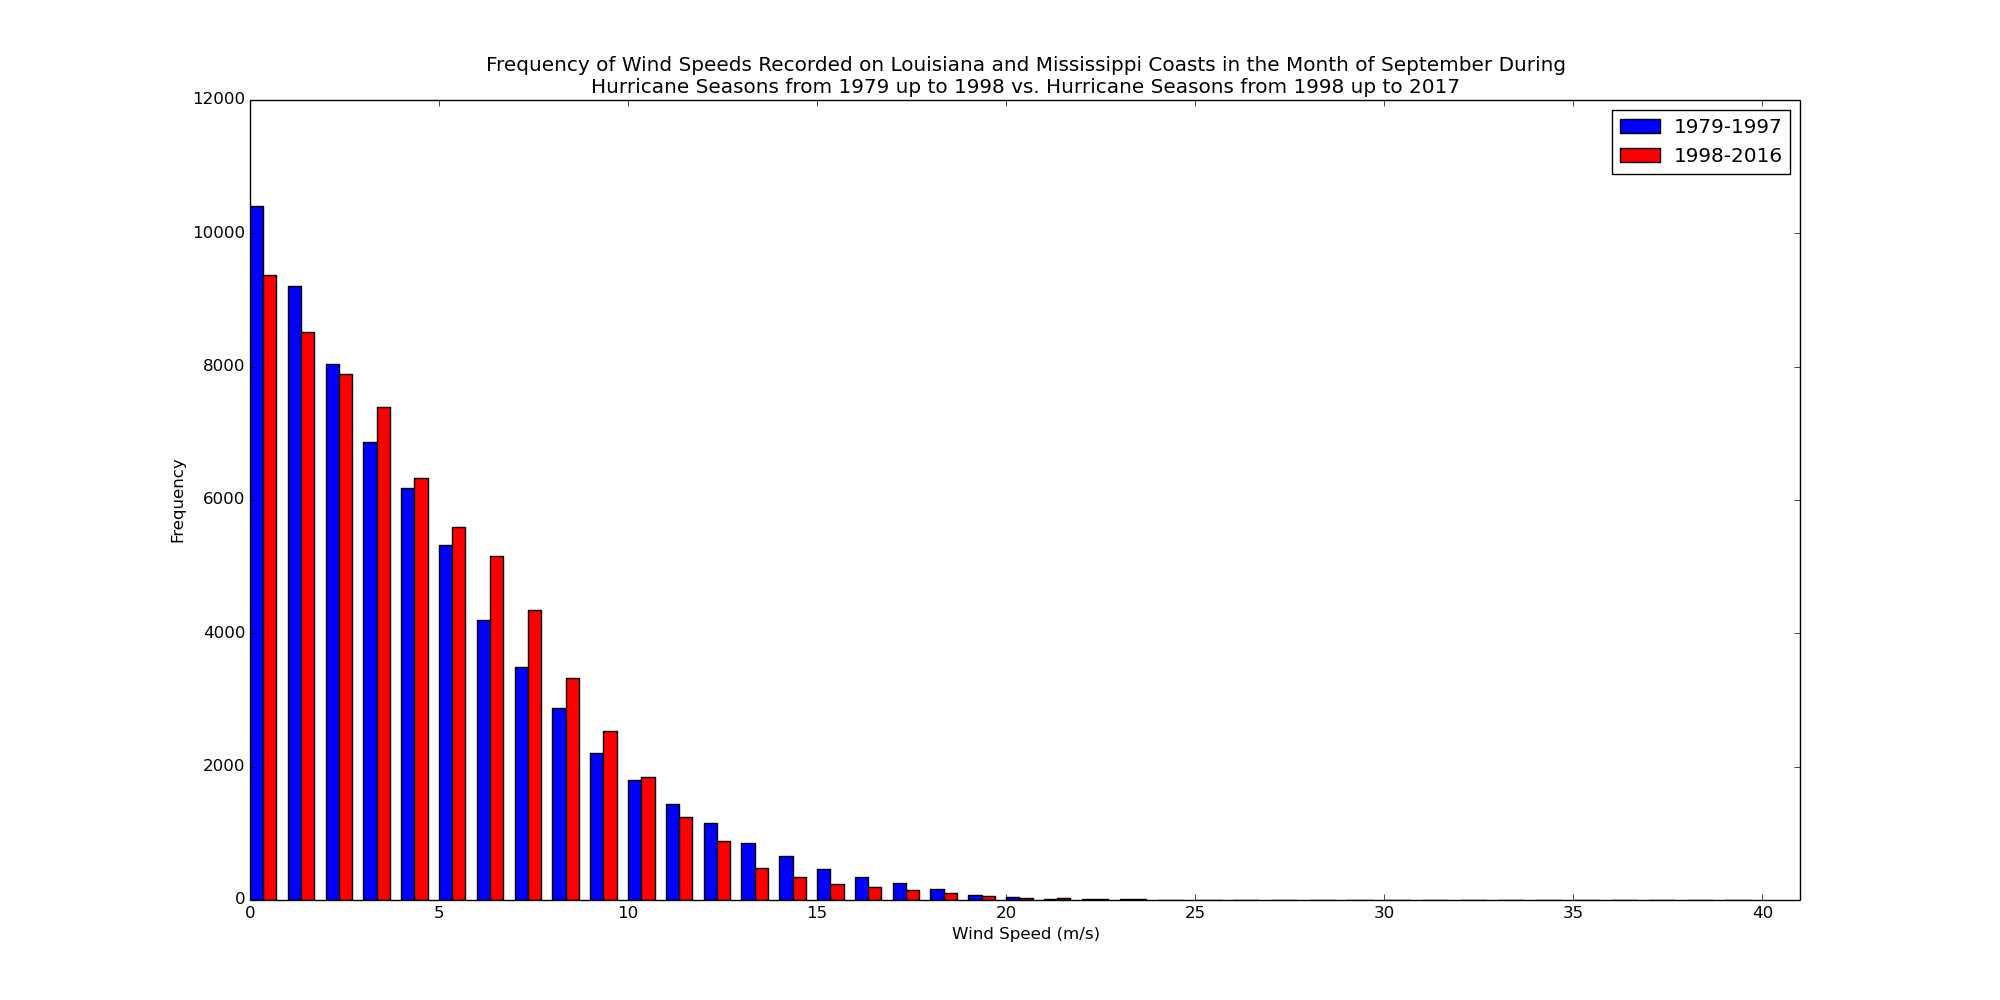 Frequency of Wind Speeds Recorded on Louisiana and Mississippi Coasts in the Month of September During
Hurricane Seasons from 1979 up to 1998 vs. Hurricane Seasons from 1998 up to 2017
12000
10000
8000
6000
4000
2000
0
Frequency
1979-1997
1998-2016
0 5 10 15 20 25 30 35 40
Wind Speed (m/s)